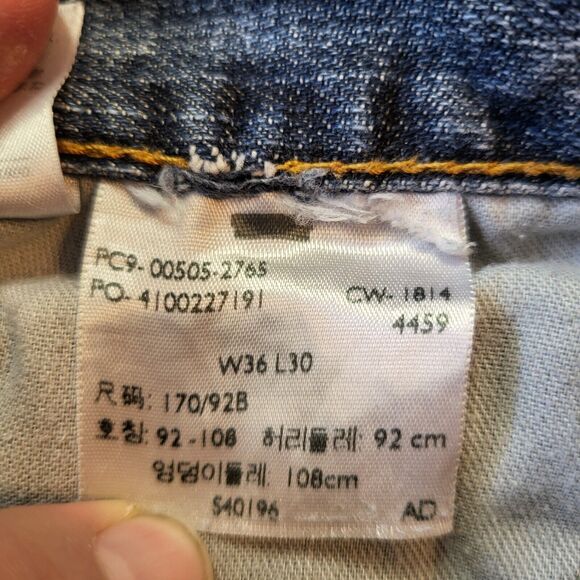 PC9-00505-2765
PO-4100227191
CW-1814
4459
W36 L30
尺码: 170/92B
호칭: 92-108 허리둘레: 92 cm
엉덩이둘레: 108cm
S40196 AD